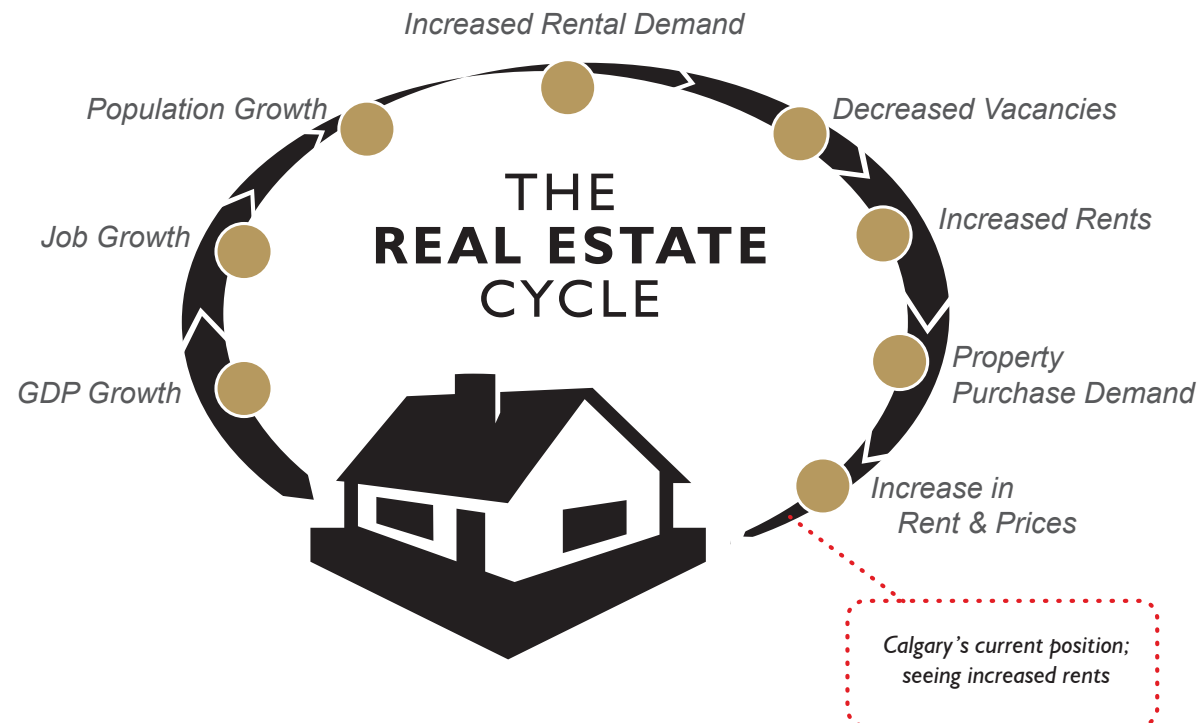 Increased Rental Demand
Population Growth
Decreased Vacancies
THE
REAL ESTATE
CYCLE
Job Growth
Increased Rents
GDP Growth
Property
Purchase Demand
Increase in
Rent & Prices
Calgary's current position;
seeing increased rents